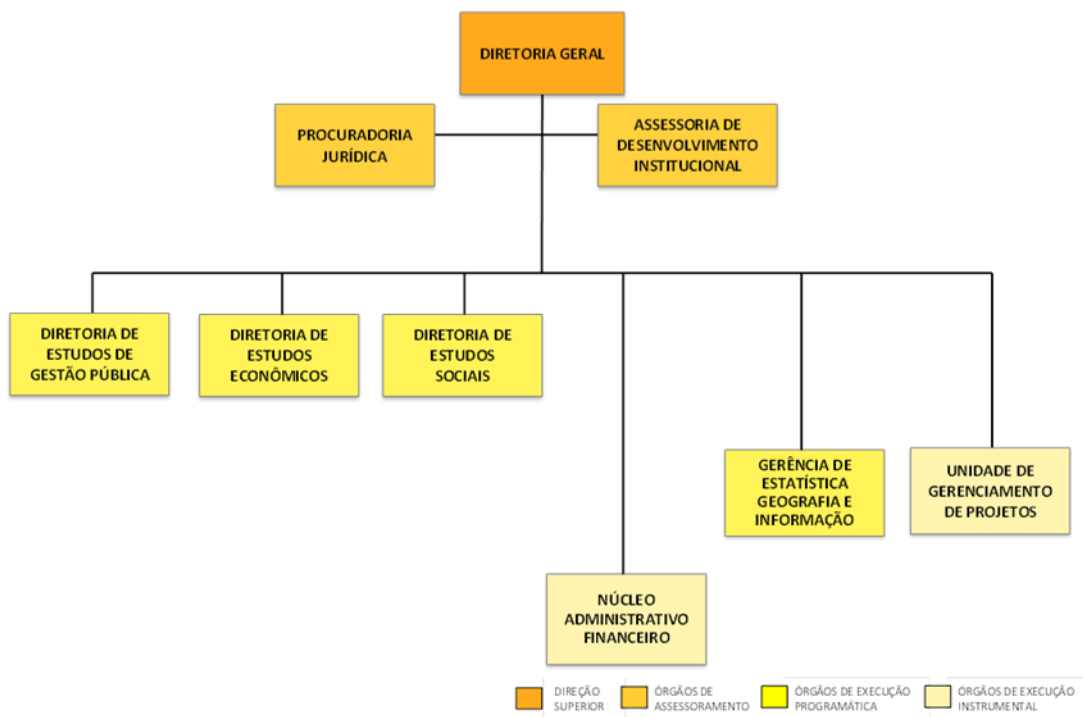 DIRETORIA GERAL
PROCURADORIA
JURÍDICA
ASSESSORIA DE
DESENVOLVIMENTO
INSTITUCIONAL
DIRETORIA DE
ESTUDOS DE
GESTÃO PÚBLICA
DIRETORIA DE
ESTUDOS
ECONÔMICOS
DIRETORIA DE
ESTUDOS
SOCIAIS
GERÊNCIA DE
ESTATÍSTICA
GEOGRAFIA E
INFORMAÇÃO
UNIDADE DE
GERENCIAMENTO
DE PROJETOS
NÚCLEO
ADMINISTRATIVO
FINANCEIRO
DIREÇÃO
SUPERIOR
ÓRGÃOS DE
ASSESSORAMENTO
ÓRGÃOS DE EXECUÇÃO
PROGRAMÁTICA
ÓRGÃOS DE EXECUÇÃO
INSTRUMENTAL